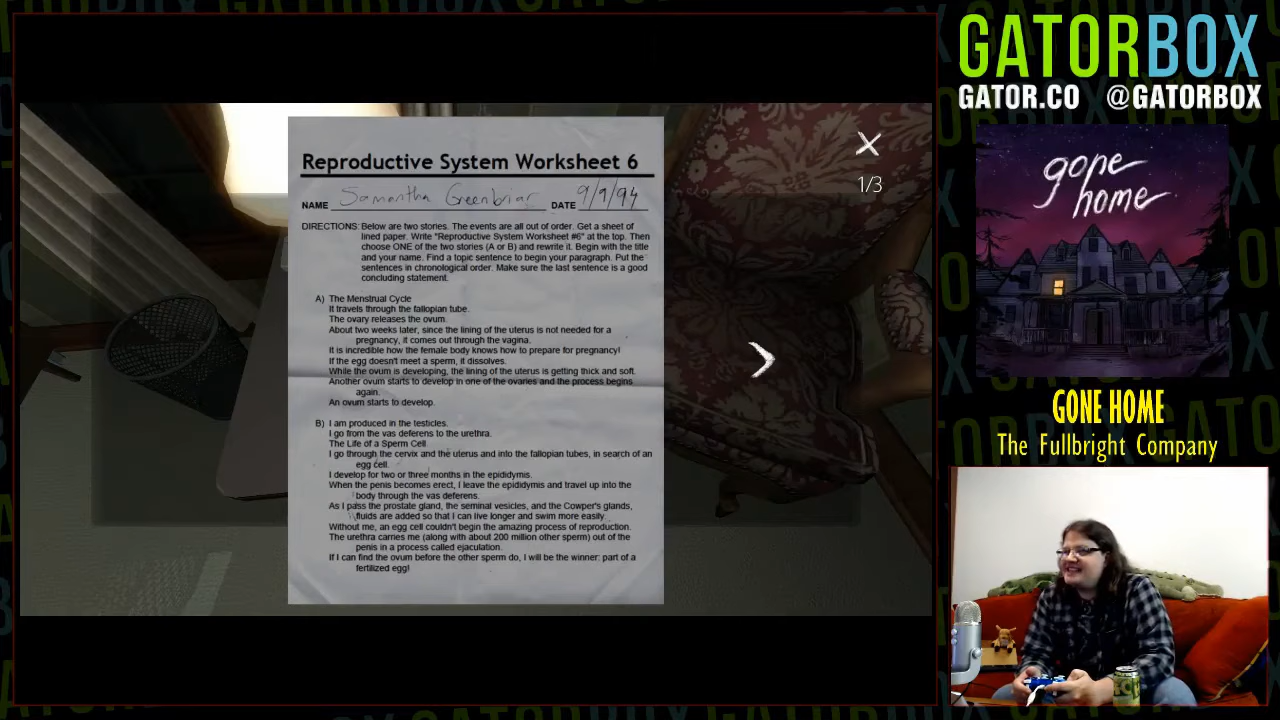 GATORBOX
GATOR.CO @GATORBOX
gone
home
GONE HOME
The Fullbright Company
1/3
Reproductive System Worksheet 6
NAME Samantha Greenbriar DATE 9/9/94
DIRECTIONS: Below are two stories. The events are all out of order. Get a sheet of
lined paper. Write "Reproductive System Worksheet #6" at the top. Then
choose ONE of the two stories (A or B) and rewrite it. Begin with the title
and your name. Find a topic sentence to begin your paragraph. Put the
sentences in chronological order. Make sure the last sentence is a good
concluding statement.
A) The Menstrual Cycle
It travels through the fallopian tube.
The ovary releases the ovum.
About two weeks later, since the lining of the uterus is not needed for a
pregnancy, it comes out through the vagina.
It is incredible how the female body knows how to prepare for pregnancy!
If the egg doesn't meet a sperm, it dissolves.
While the ovum is developing, the lining of the uterus is getting thick and soft.
Another ovum starts to develop in one of the ovaries and the process begins
again.
An ovum starts to develop.
B) I am produced in the testicles.
I go from the vas deferens to the urethra.
The Life of a Sperm Cell
I go through the cervix and the uterus and into the fallopian tubes, in search of an
egg cell.
I develop for two or three months in the epididymis.
When the penis becomes erect, I leave the epididymis and travel up into the
body through the vas deferens.
As I pass the prostate gland, the seminal vesicles, and the Cowper's glands,
fluids are added so that I can live longer and swim more easily.
Without me, an egg cell couldn't begin the amazing process of reproduction.
The urethra carries me (along with about 200 million other sperm) out of the
penis in a process called ejaculation.
If I can find the ovum before the other sperm do, I will be the winner: part of a
fertilized egg!